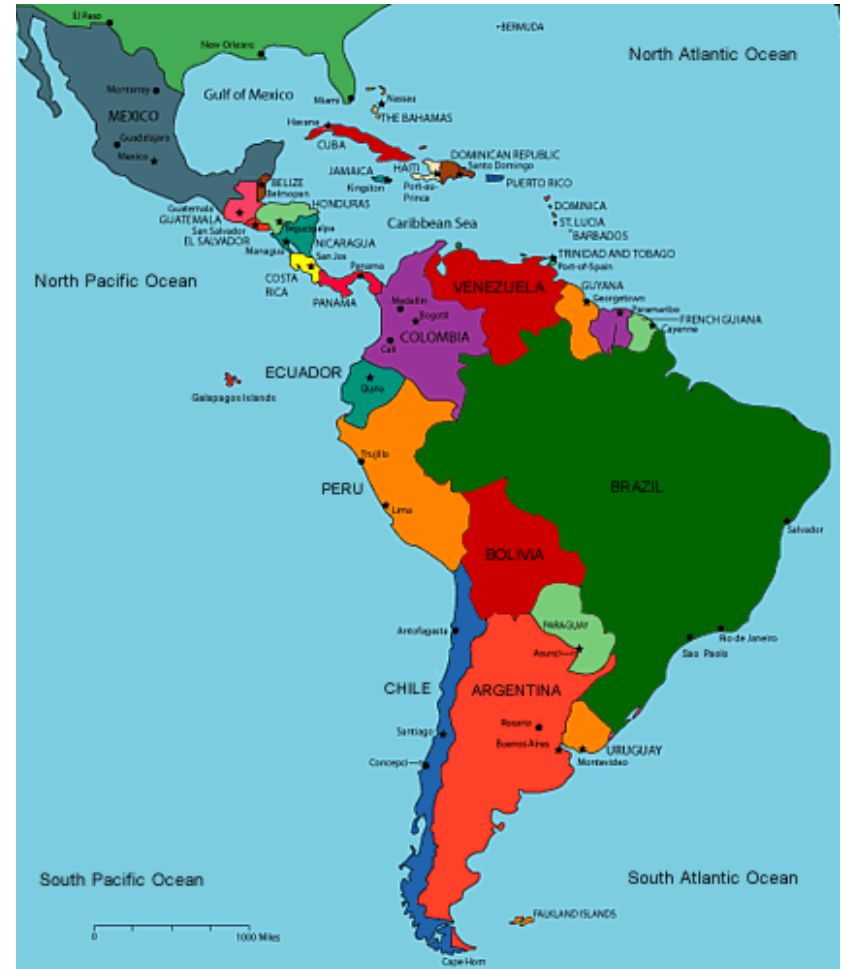 El Paso
BERMUDA
New Orleans
North Atlantic Ocean
Monterray
Gulf of Mexico
Miami
Nassau
MEXICO
THE BAHAMAS
Havana
Guadalajara
CUBA
Mexico
DOMINICAN REPUBLIC
JAMAICA
HAITI
Santo Domingo
Kingston
Port-au-
Prince
PUERTO RICO
BELIZE
Belmopan
HONDURAS
Guatemala
GUATEMALA
DOMINICA
Tegucigalpa
Caribbean Sea
ST. LUCIA
San Salvador
BARBADOS
EL SALVADOR
NICARAGUA
Managua
San Jos
TRINIDAD AND TOBAGO
Port-of-Spain
Panama
North Pacific Ocean
COSTA
RICA
PANAMA
VENEZUELA
GUYANA
Georgetown
Medellin
Paramaribo
Bogotá
FRENCH GUIANA
Cayenne
COLOMBIA
Cali
ECUADOR
Quito
Galapagos Islands
Trujillo
PERU
BRAZIL
Lima
Salvador
BOLIVIA
PARAGUAY
Antofagasta
Rio de Janeiro
Asunci
Sao Paolo
CHILE
ARGENTINA
Rosario
Santiago
Buenos-Aires
URUGUAY
Concepci
Montevideo
South Pacific Ocean
South Atlantic Ocean
FALKLAND ISLANDS
0
1000 Miles
Cape Horn